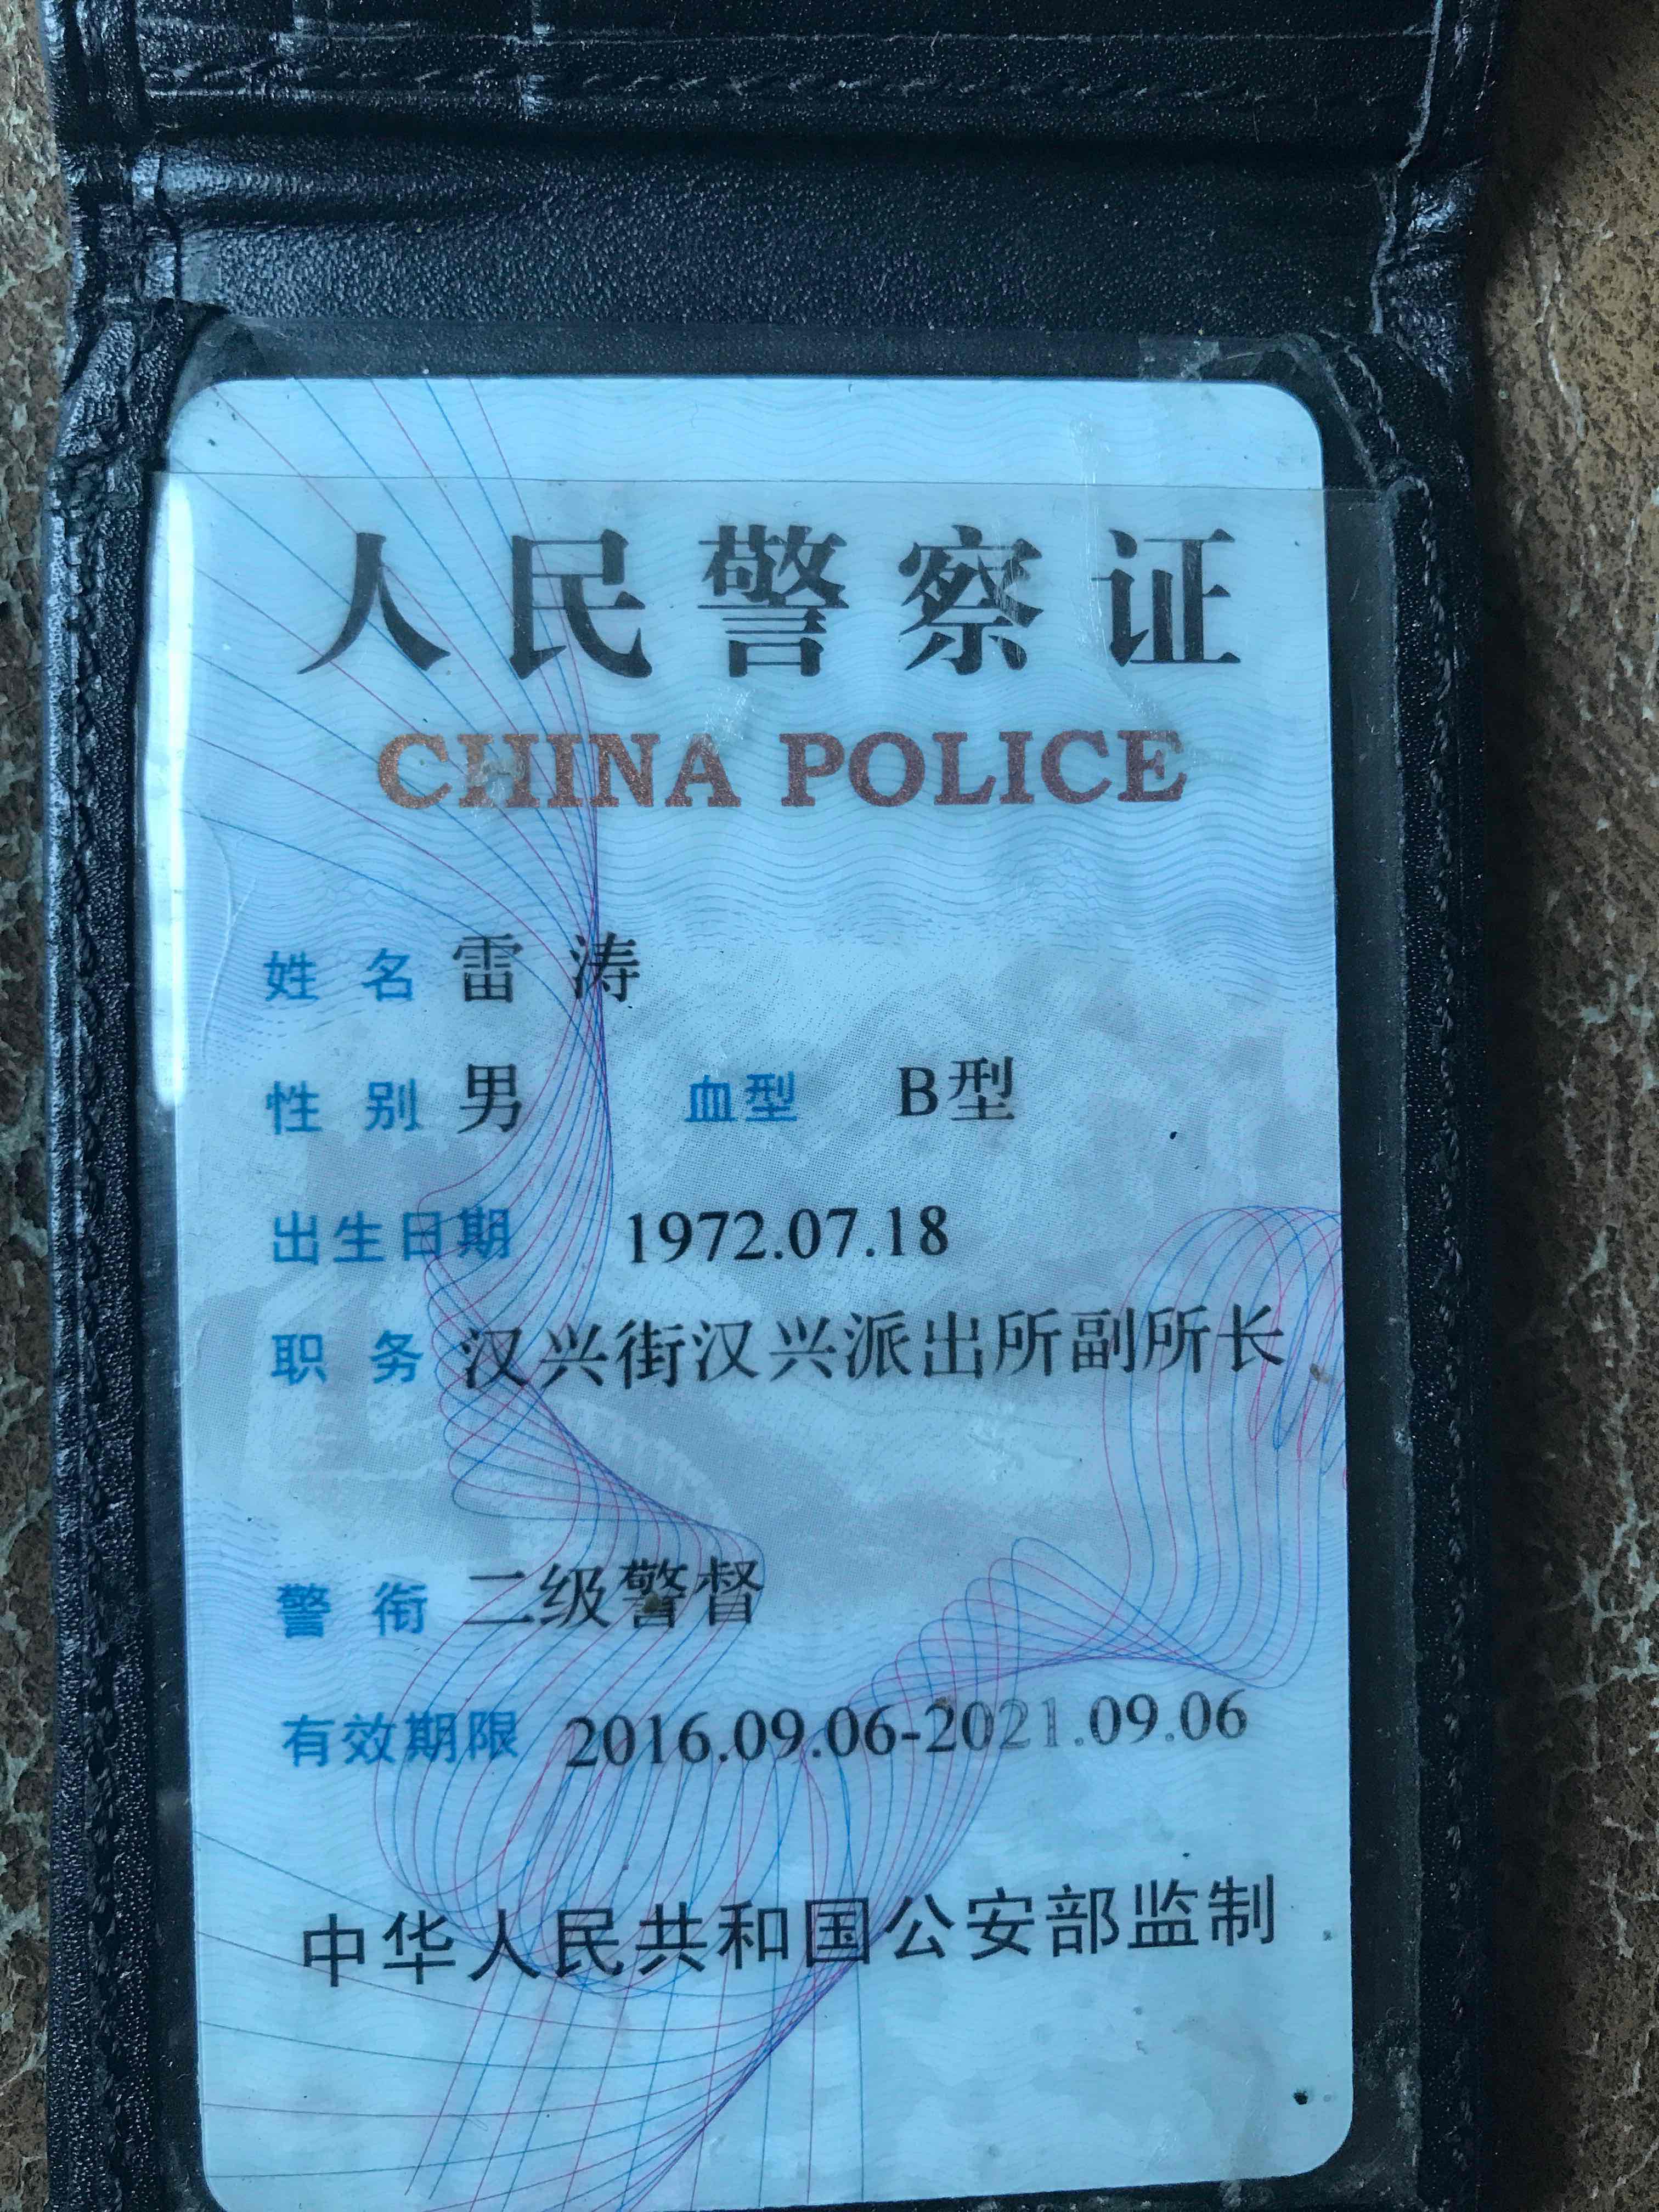 人民警察证
CHINA POLICE
姓 名 雷 涛
性 别 男 血型 B型
出生日期 1972.07.18
职 务 汉兴街汉兴派出所副所长
警 衔 二级警督
有效期限 2016.09.06-2021.09.06
中华人民共和国公安部监制